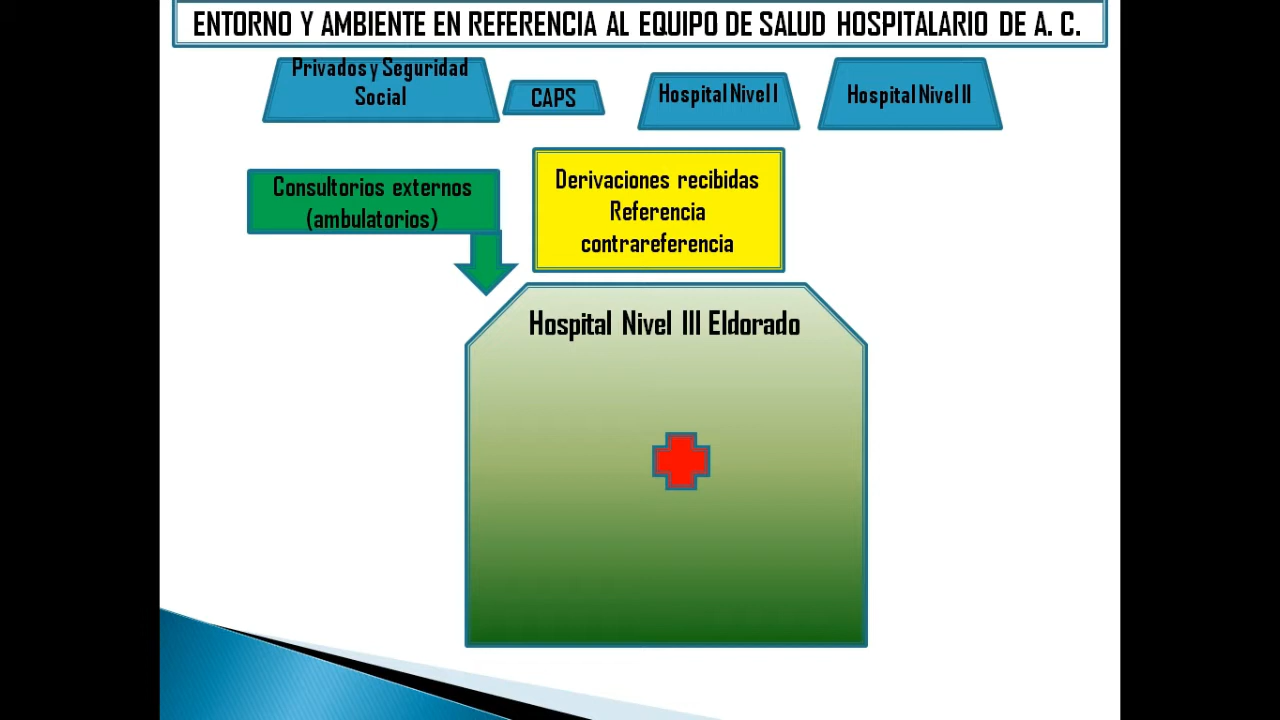 ENTORNO Y AMBIENTE EN REFERENCIA AL EQUIPO DE SALUD HOSPITALARIO DE A. C.
Privados y Seguridad
Social
CAPS
Hospital Nivel I
Hospital Nivel II
Consultorios externos
(ambulatorios)
Derivaciones recibidas
Referencia
contrareferencia
Hospital Nivel III Eldorado